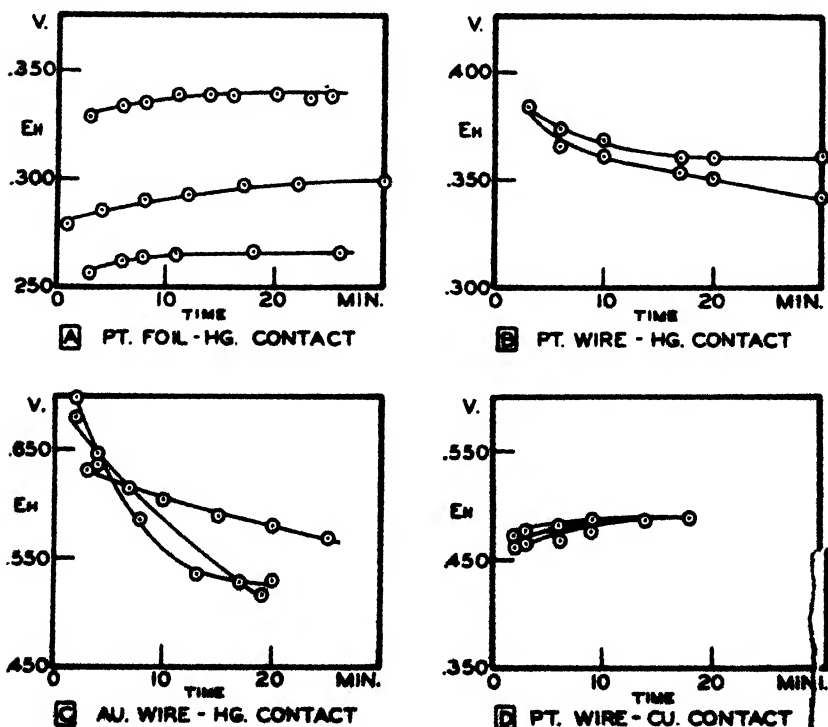 V.
.350
EH
.300
.250
0 10 20 MIN.
TIME
A PT. FOIL-HG. CONTACT
V.
.400
EH
.350
.300
0 10 20 MIN.
TIME
B PT. WIRE - HG. CONTACT
V.
.650
EH
.550
.450
0 10 20 MIN.
TIME
C AU. WIRE - HG. CONTACT
V.
.550
EH
.450
.350
0 10 20 MIN.
TIME
D PT. WIRE-CU. CONTACT